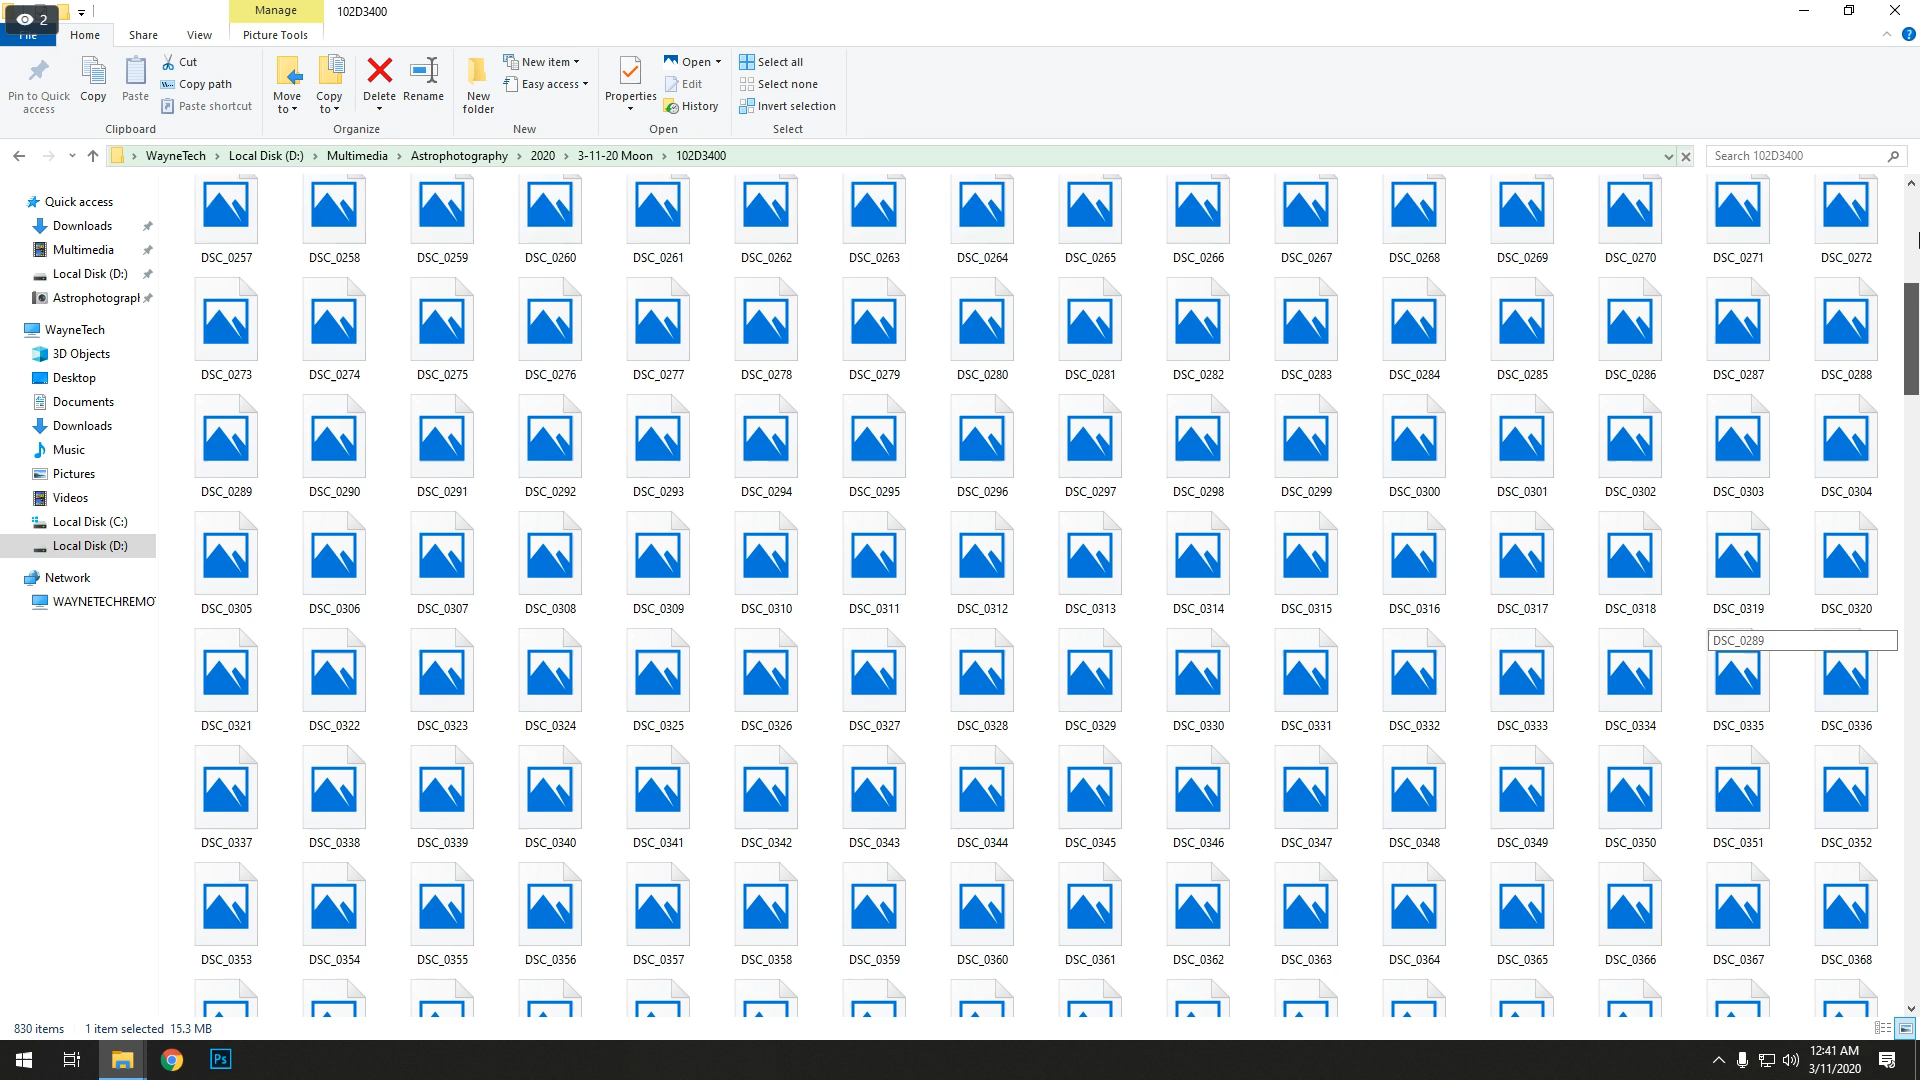 2
Manage
102D3400
File
Home
Share
View
Picture Tools
Pin to Quick access
Copy
Paste
Cut
Copy path
Paste shortcut
Clipboard
Move to
Copy to
Delete
Rename
Organize
New folder
New item
Easy access
New
Properties
Open
Edit
History
Open
Select all
Select none
Invert selection
Select
WayneTech
Local Disk (D:)
Multimedia
Astrophotography
2020
3-11-20 Moon
102D3400
Search 102D3400
Quick access
Downloads
Multimedia
Local Disk (D:)
Astrophotograpl
WayneTech
3D Objects
Desktop
Documents
Downloads
Music
Pictures
Videos
Local Disk (C:)
Local Disk (D:)
Network
WAYNETECHREMO
DSC_0257 DSC_0258 DSC_0259 DSC_0260 DSC_0261 DSC_0262 DSC_0263 DSC_0264 DSC_0265 DSC_0266 DSC_0267 DSC_0268 DSC_0269 DSC_0270 DSC_0271 DSC_0272
DSC_0273 DSC_0274 DSC_0275 DSC_0276 DSC_0277 DSC_0278 DSC_0279 DSC_0280 DSC_0281 DSC_0282 DSC_0283 DSC_0284 DSC_0285 DSC_0286 DSC_0287 DSC_0288
DSC_0289 DSC_0290 DSC_0291 DSC_0292 DSC_0293 DSC_0294 DSC_0295 DSC_0296 DSC_0297 DSC_0298 DSC_0299 DSC_0300 DSC_0301 DSC_0302 DSC_0303 DSC_0304
DSC_0305 DSC_0306 DSC_0307 DSC_0308 DSC_0309 DSC_0310 DSC_0311 DSC_0312 DSC_0313 DSC_0314 DSC_0315 DSC_0316 DSC_0317 DSC_0318 DSC_0319 DSC_0320
DSC_0289
DSC_0321 DSC_0322 DSC_0323 DSC_0324 DSC_0325 DSC_0326 DSC_0327 DSC_0328 DSC_0329 DSC_0330 DSC_0331 DSC_0332 DSC_0333 DSC_0334 DSC_0335 DSC_0336
DSC_0337 DSC_0338 DSC_0339 DSC_0340 DSC_0341 DSC_0342 DSC_0343 DSC_0344 DSC_0345 DSC_0346 DSC_0347 DSC_0348 DSC_0349 DSC_0350 DSC_0351 DSC_0352
DSC_0353 DSC_0354 DSC_0355 DSC_0356 DSC_0357 DSC_0358 DSC_0359 DSC_0360 DSC_0361 DSC_0362 DSC_0363 DSC_0364 DSC_0365 DSC_0366 DSC_0367 DSC_0368
830 items
1 item selected 15.3 MB
Ps
12:41 AM
3/11/2020